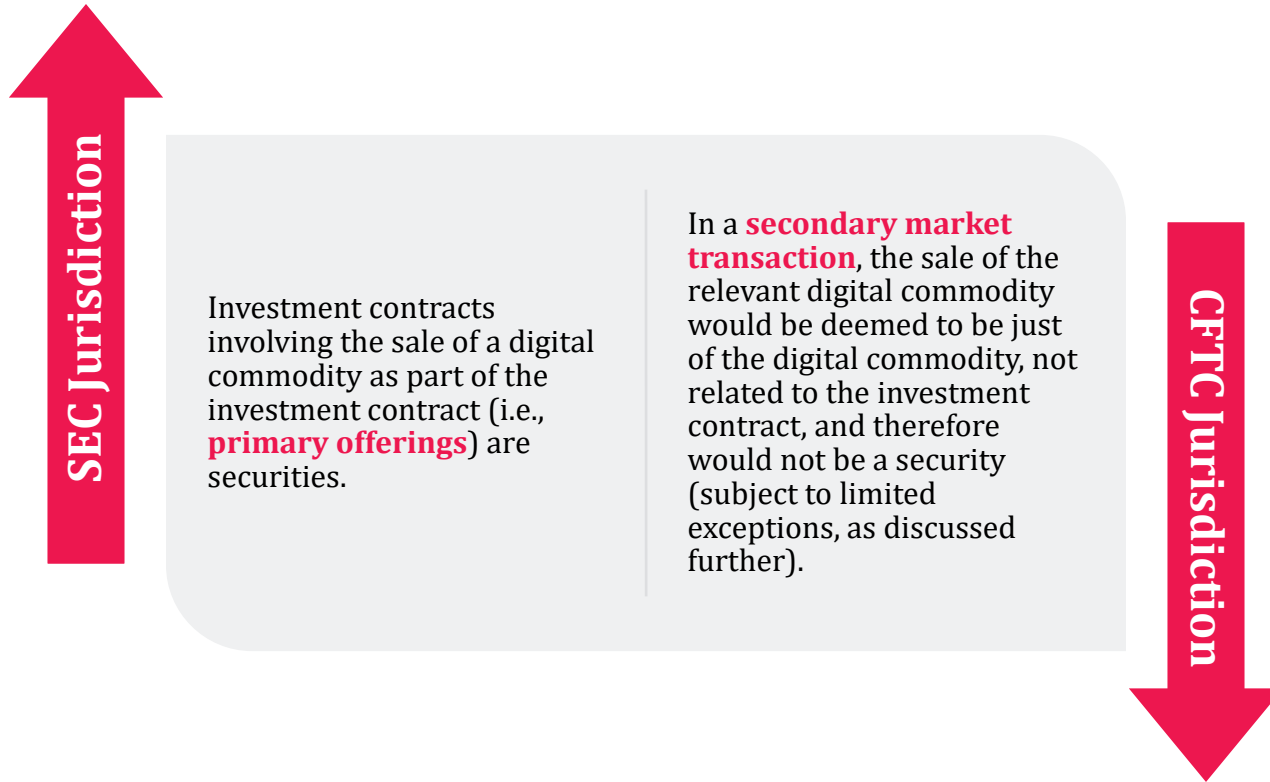 SEC Jurisdiction
Investment contracts
involving the sale of a digital
commodity as part of the
investment contract (i.e.,
primary offerings) are
securities.
In a secondary market
transaction, the sale of the
relevant digital commodity
would be deemed to be just
of the digital commodity, not
related to the investment
contract, and therefore
would not be a security
(subject to limited
exceptions, as discussed
further).
CFTC Jurisdiction